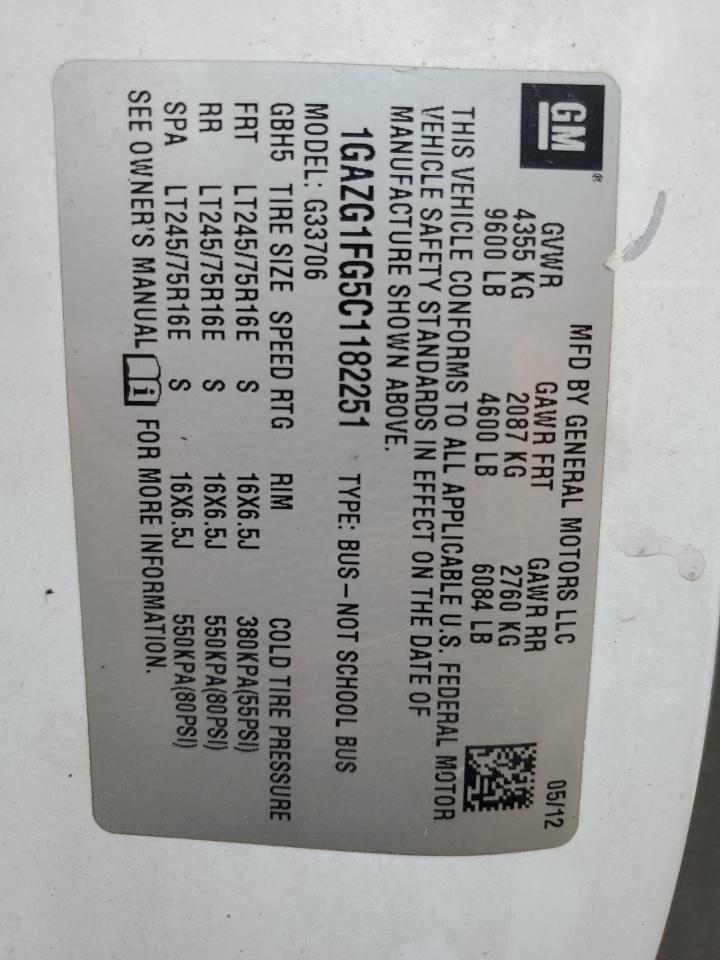 GM®
MFD BY GENERAL MOTORS LLC 05/12
GVWR GAWR FRT GAWR RR
4355 KG 2087 KG 2760 KG
9600 LB 4600 LB 6084 LB
THIS VEHICLE CONFORMS TO ALL APPLICABLE U.S. FEDERAL MOTOR
VEHICLE SAFETY STANDARDS IN EFFECT ON THE DATE OF
MANUFACTURE SHOWN ABOVE.
1GAZG1FG5C1182251 TYPE: BUS-NOT SCHOOL BUS
MODEL: G33706
GBH5 TIRE SIZE SPEED RTG RIM COLD TIRE PRESSURE
FRT LT245/75R16E S 16X6.5J 380KPA(55PSI)
RR LT245/75R16E S 16X6.5J 550KPA(80PSI)
SPA LT245/75R16E S 16X6.5J 550KPA(80PSI)
SEE OWNER'S MANUAL i FOR MORE INFORMATION.